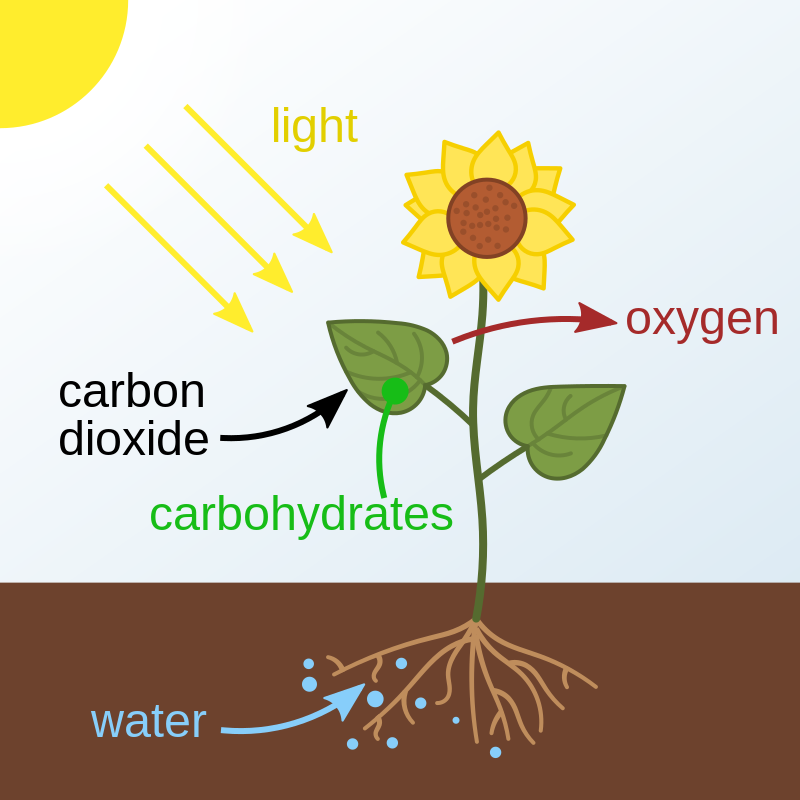 light
oxygen
carbon
dioxide
carbohydrates
water